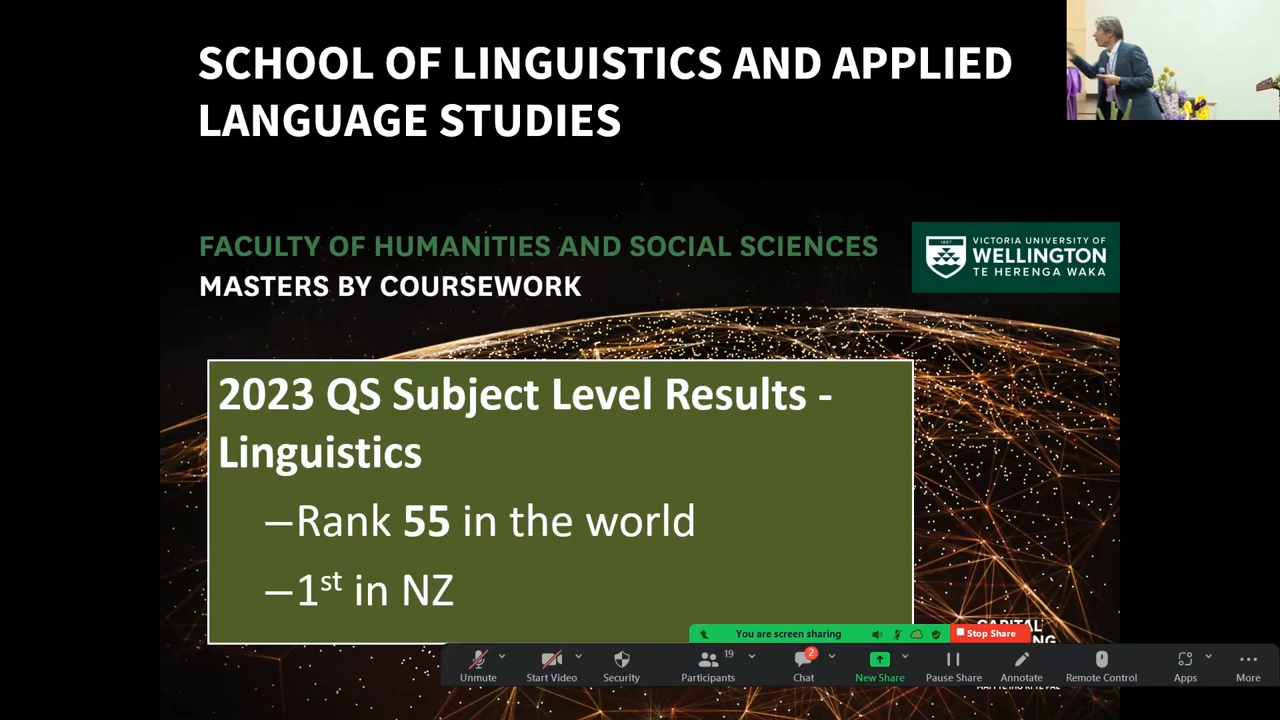 SCHOOL OF LINGUISTICS AND APPLIED
LANGUAGE STUDIES
FACULTY OF HUMANITIES AND SOCIAL SCIENCES
MASTERS BY COURSEWORK
1897
VICTORIA UNIVERSITY OF
WELLINGTON
TE HERENGA WAKA
2023 QS Subject Level Results -
Linguistics
–Rank 55 in the world
–1st in NZ
CAPITAL
You are screen sharing
Stop Share
Unmute
Start Video
Security
19
Participants
2
Chat
New Share
Pause Share
Annotate
Remote Control
Apps
More